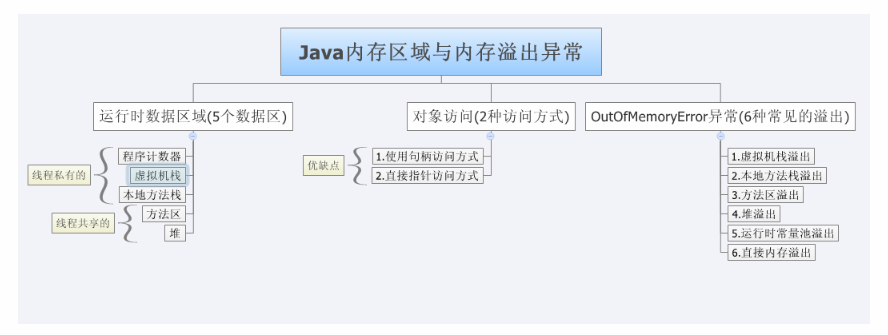 Java内存区域与内存溢出异常
运行时数据区域(5个数据区)
线程私有的
程序计数器
虚拟机栈
本地方法栈
线程共享的
方法区
堆
对象访问(2种访问方式)
优缺点
1.使用句柄访问方式
2.直接指针访问方式
OutOfMemoryError异常(6种常见的溢出)
1.虚拟机栈溢出
2.本地方法栈溢出
3.方法区溢出
4.堆溢出
5.运行时常量池溢出
6.直接内存溢出